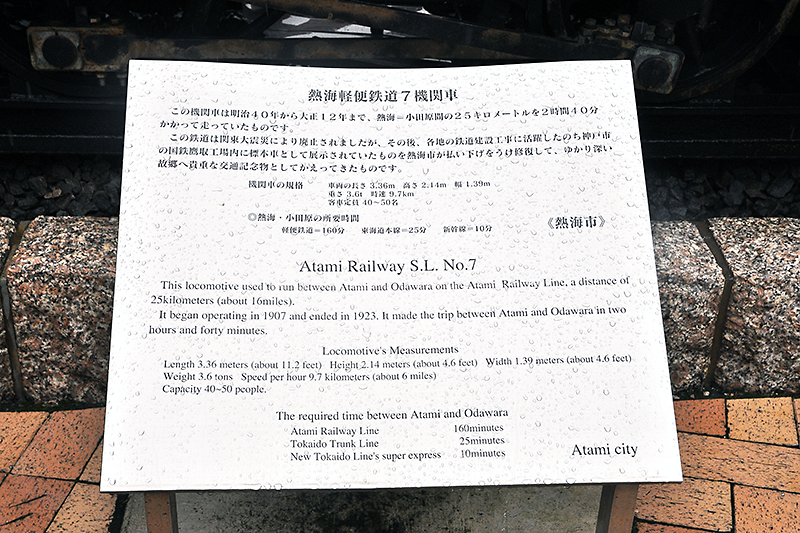 熱海軽便鉄道7機関車
この機関車は明治40年から大正12年まで、熱海=小田原間の25キロメートルを2時間40分
かかって走っていたものです。
この鉄道は関東大震災により廃止されましたが、その後、各地の鉄道建設工事に活躍したのち神戸市
の国鉄鷹取工場内に標本車として展示されていたものを熱海市が払い下げをうけ修復して、ゆかり深い
故郷へ貴重な交通記念物としてかえってきたものです。
機関車の規格 車両の長さ 3.36m 高さ 2.14m 幅 1.39m
重さ 3.6t 時速 9.7km
客車定員 40~50名
◎熱海・小田原の所要時間
軽便鉄道=160分 東海道本線=25分 新幹線=10分
《熱海市》
Atami Railway S.L. No.7
This locomotive used to run between Atami and Odawara on the Atami Railway Line, a distance of
25kilometers (about 16miles).
It began operating in 1907 and ended in 1923. It made the trip between Atami and Odawara in two
hours and forty minutes.
Locomotive's Measurements
Length 3.36 meters (about 11.2 feet) Height 2.14 meters (about 4.6 feet) Width 1.39 meters (about 4.6 feet)
Weight 3.6 tons Speed per hour 9.7 kilometers (about 6 miles)
Capacity 40~50 people.
The required time between Atami and Odawara
Atami Railway Line 160minutes
Tokaido Trunk Line 25minutes
New Tokaido Line's super express 10minutes
Atami city